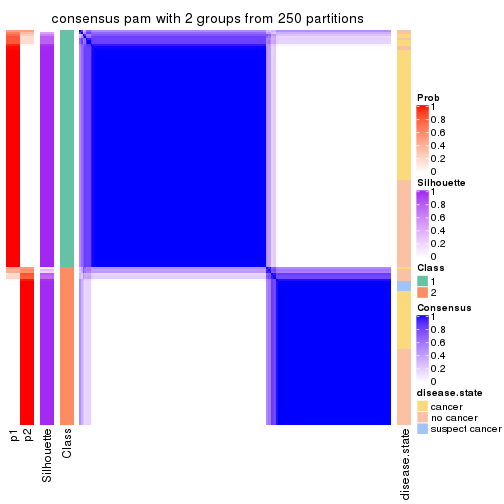 consensus pam with 2 groups from 250 partitions
Prob
1
0.8
0.6
0.4
0.2
0
Silhouette
1
0.8
0.6
0.4
0.2
0
Class
1
2
Consensus
1
0.8
0.6
0.4
0.2
0
disease.state
cancer
no cancer
suspect cancer
p1
p2
Silhouette
Class
disease.state